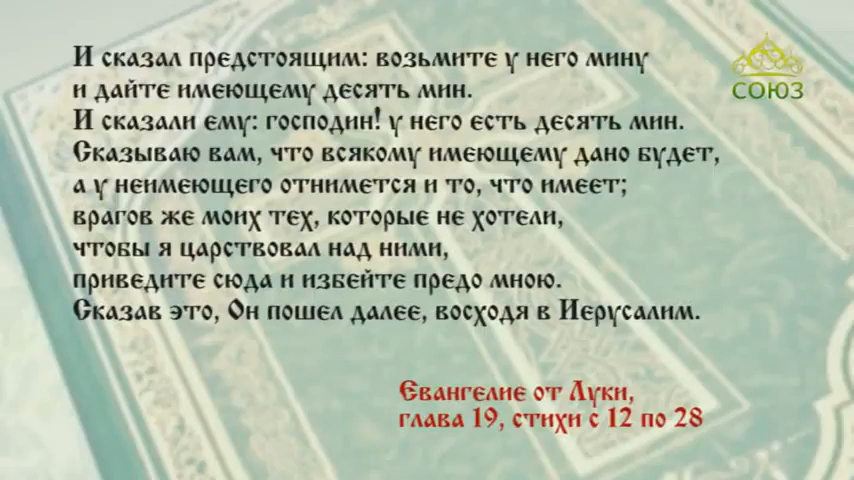 И сказал предстоящим: возьмите у него мину
и дайте имеющему десять мин.
И сказали ему: господин! у него есть десять мин.
Сказываю вам, что всякому имеющему дано будет,
а у неимеющего отнимется и то, что имеет;
врагов же моих тех, которые не хотели,
чтобы я царствовал над ними,
приведите сюда и избейте предо мною.
Сказав это, Он пошел далее, восходя в Иерусалим.
Евангелие от Луки,
глава 19, стихи с 12 по 28
СОЮЗ